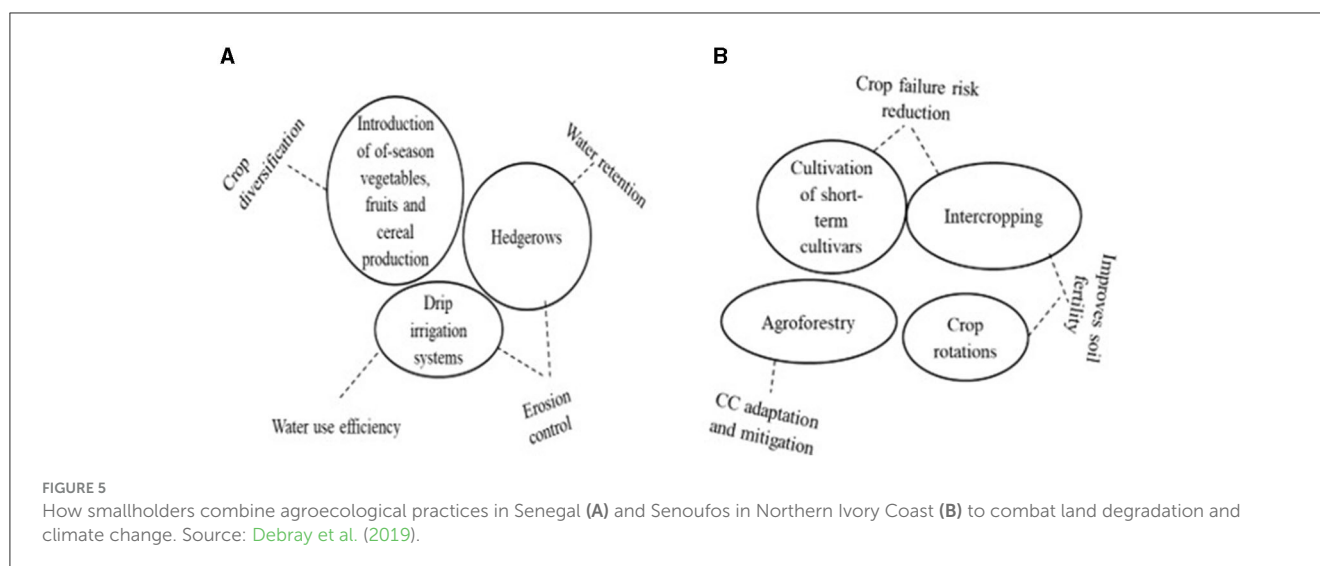 A
Crop
diversification
Introduction
of of-season
vegetables,
fruits and
cereal
production
Water retention
Hedgerows
Drip
irrigation
systems
Water use efficiency
Erosion
control
B
Crop failure risk
reduction
Cultivation
of short-
term
cultivars
Intercropping
Improves soil
fertility
Agroforestry
Crop
rotations
CC adaptation
and mitigation
FIGURE 5
How smallholders combine agroecological practices in Senegal (A) and Senoufos in Northern Ivory Coast (B) to combat land degradation and
climate change. Source: Debray et al. (2019).